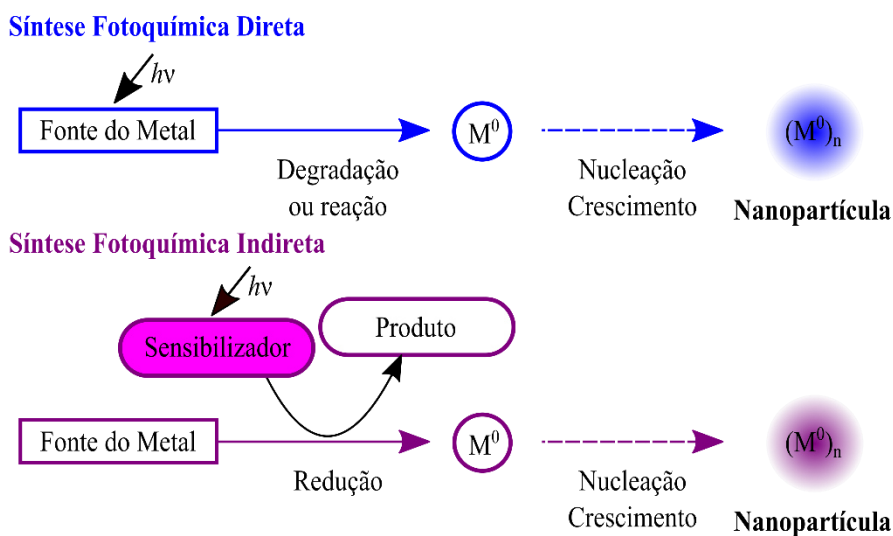 Síntese Fotoquímica Direta
hν
Fonte do Metal
M⁰
(M⁰)ₙ
Degradação
ou reação
Nucleação
Crescimento
Nanopartícula
Síntese Fotoquímica Indireta
hν
Sensibilizador
Produto
Fonte do Metal
M⁰
(M⁰)ₙ
Redução
Nucleação
Crescimento
Nanopartícula